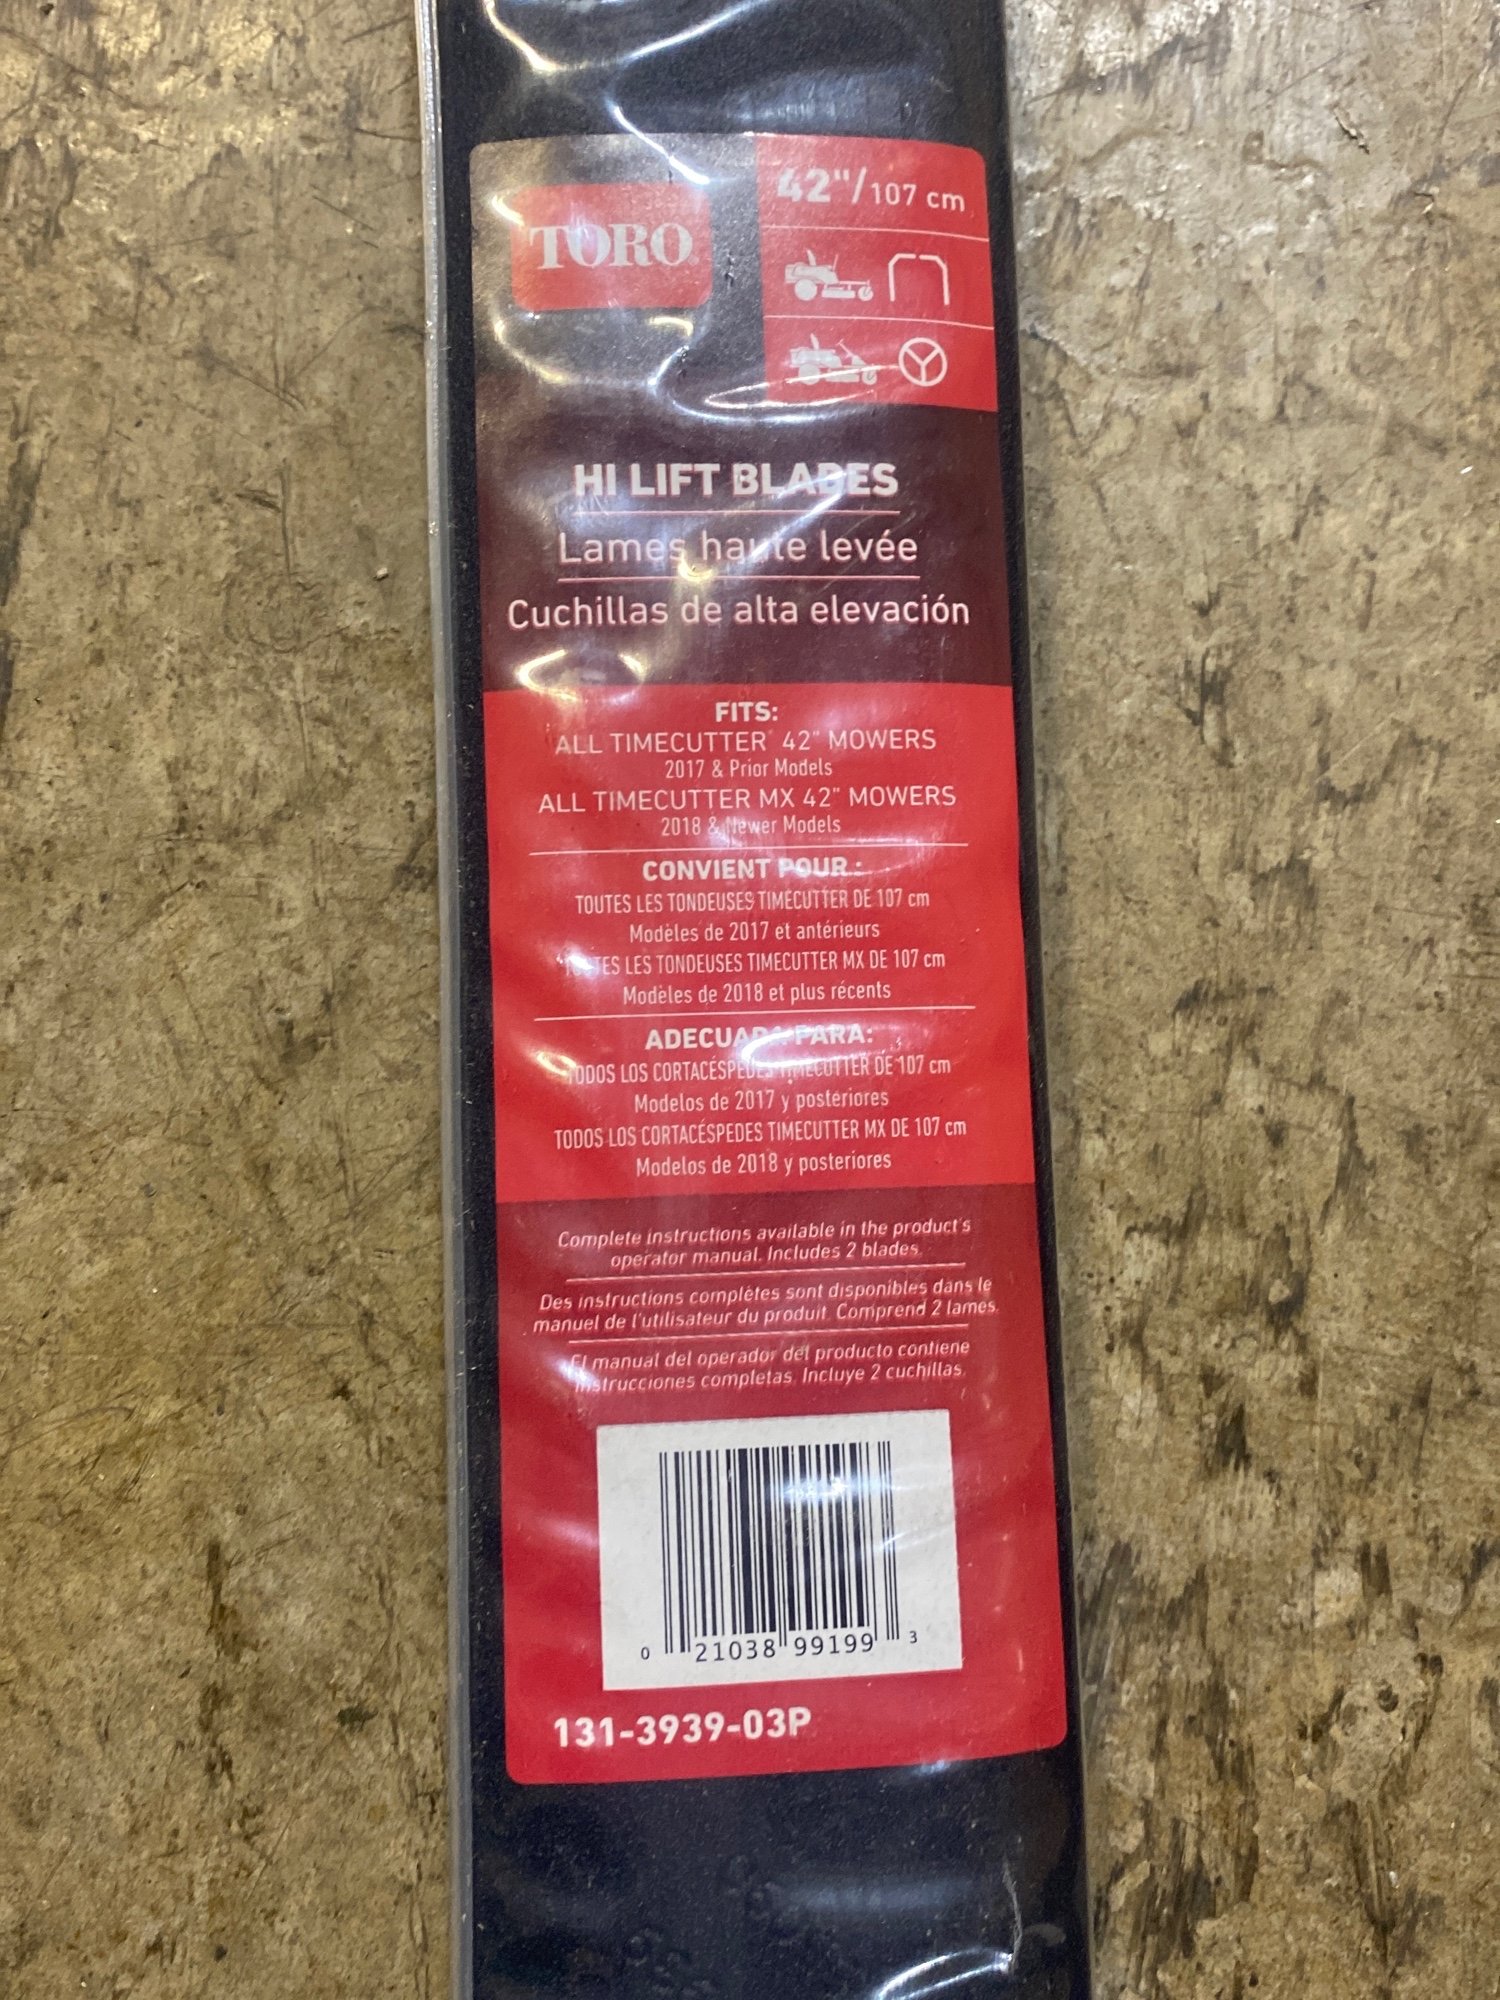 TORO
42"/107 cm
HI LIFT BLADES
Lames haute levée
Cuchillas de alta elevación
FITS:
ALL TIMECUTTER® 42" MOWERS
2017 & Prior Models
ALL TIMECUTTER MX 42" MOWERS
2018 & Newer Models
CONVIENT POUR :
TOUTES LES TONDEUSES TIMECUTTER DE 107 cm
Modèles de 2017 et antérieurs
TOUTES LES TONDEUSES TIMECUTTER MX DE 107 cm
Modèles de 2018 et plus récents
ADECUADA PARA:
TODOS LOS CORTACÉSPEDES TIMECUTTER DE 107 cm
Modelos de 2017 y posteriores
TODOS LOS CORTACÉSPEDES TIMECUTTER MX DE 107 cm
Modelos de 2018 y posteriores
Complete instructions available in the product's
operator manual. Includes 2 blades.
Des instructions complètes sont disponibles dans le
manuel de l'utilisateur du produit. Comprend 2 lames.
El manual del operador del producto contiene
instrucciones completas. Incluye 2 cuchillas.
0 21038 99199 3
131-3939-03P